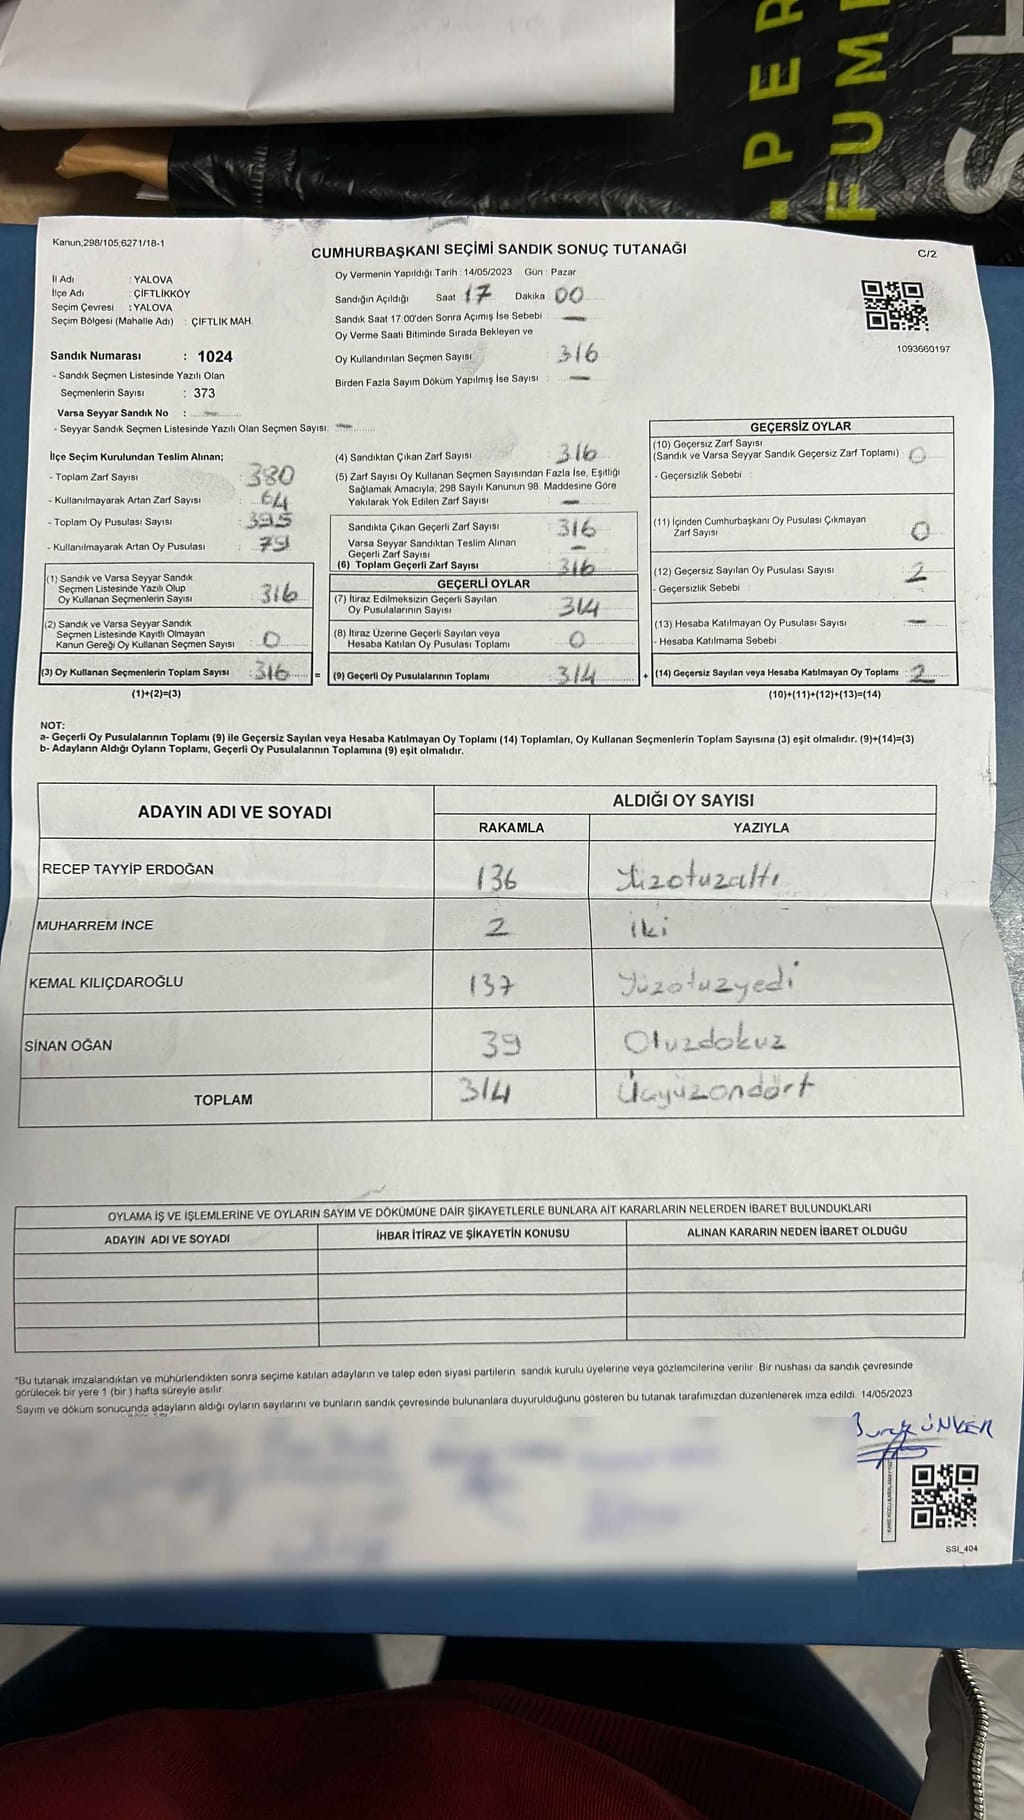 PER
FUM
Kanun,298/105,6271/18-1
CUMHURBAŞKANI SEÇİMİ SANDIK SONUÇ TUTANAĞI
C/2
İl Adı : YALOVA
İlçe Adı : ÇİFTLİKKÖY
Seçim Çevresi : YALOVA
Seçim Bölgesi (Mahalle Adı) : ÇİFTLİK MAH.
Sandık Numarası : 1024
- Sandık Seçmen Listesinde Yazılı Olan
Seçmenlerin Sayısı : 373
Varsa Seyyar Sandık No : —
- Seyyar Sandık Seçmen Listesinde Yazılı Olan Seçmen Sayısı: —
Oy Vermenin Yapıldığı Tarih : 14/05/2023 Gün : Pazar
Sandığın Açıldığı Saat : 17 Dakika : 00
Sandık Saat 17.00'den Sonra Açımış İse Sebebi : —
Oy Verme Saati Bitiminde Sırada Bekleyen ve
Oy Kullandırılan Seçmen Sayısı : 316
Birden Fazla Sayım Döküm Yapılmış İse Sayısı : —
1093660197
İlçe Seçim Kurulundan Teslim Alınan;
- Toplam Zarf Sayısı : 380
- Kullanılmayarak Artan Zarf Sayısı : 64
- Toplam Oy Pusulası Sayısı : 395
- Kullanılmayarak Artan Oy Pusulası : 79
(1) Sandık ve Varsa Seyyar Sandık
Seçmen Listesinde Yazılı Olup
Oy Kullanan Seçmenlerin Sayısı : 316
(2) Sandık ve Varsa Seyyar Sandık
Seçmen Listesinde Kayıtlı Olmayan
Kanun Gereği Oy Kullanan Seçmen Sayısı : 0
(3) Oy Kullanan Seçmenlerin Toplam Sayısı : 316
(1)+(2)=(3)
=
(4) Sandıktan Çıkan Zarf Sayısı : 316
(5) Zarf Sayısı Oy Kullanan Seçmen Sayısından Fazla İse, Eşitliği
Sağlamak Amacıyla, 298 Sayılı Kanunun 98. Maddesine Göre
Yakılarak Yok Edilen Zarf Sayısı : —
Sandıkta Çıkan Geçerli Zarf Sayısı : 316
Varsa Seyyar Sandıktan Teslim Alınan
Geçerli Zarf Sayısı : —
(6) Toplam Geçerli Zarf Sayısı : 316
GEÇERLİ OYLAR
(7) İtiraz Edilmeksizin Geçerli Sayılan
Oy Pusulalarının Sayısı : 314
(8) İtiraz Üzerine Geçerli Sayılan veya
Hesaba Katılan Oy Pusulası Toplamı : 0
(9) Geçerli Oy Pusulalarının Toplamı : 314
+
GEÇERSİZ OYLAR
(10) Geçersiz Zarf Sayısı
(Sandık ve Varsa Seyyar Sandık Geçersiz Zarf Toplamı) : 0
- Geçersizlik Sebebi :
(11) İçinden Cumhurbaşkanı Oy Pusulası Çıkmayan
Zarf Sayısı : 0
(12) Geçersiz Sayılan Oy Pusulası Sayısı : 2
- Geçersizlik Sebebi :
(13) Hesaba Katılmayan Oy Pusulası Sayısı : —
- Hesaba Katılmama Sebebi :
(14) Geçersiz Sayılan veya Hesaba Katılmayan Oy Toplamı : 2
(10)+(11)+(12)+(13)=(14)
NOT:
a- Geçerli Oy Pusulalarının Toplamı (9) ile Geçersiz Sayılan veya Hesaba Katılmayan Oy Toplamı (14) Toplamları, Oy Kullanan Seçmenlerin Toplam Sayısına (3) eşit olmalıdır. (9)+(14)=(3)
b- Adayların Aldığı Oyların Toplamı, Geçerli Oy Pusulalarının Toplamına (9) eşit olmalıdır.
ADAYIN ADI VE SOYADI ALDIĞI OY SAYISI
RAKAMLA YAZIYLA
RECEP TAYYİP ERDOĞAN 136 Yüzotuzaltı
MUHARREM İNCE 2 iki
KEMAL KILIÇDAROĞLU 137 Yüzotuzyedi
SİNAN OĞAN 39 Otuzdokuz
TOPLAM 314 Üçyüzondört
OYLAMA İŞ VE İŞLEMLERİNE VE OYLARIN SAYIM VE DÖKÜMÜNE DAİR ŞİKAYETLERLE BUNLARA AİT KARARLARIN NELERDEN İBARET BULUNDUKLARI
ADAYIN ADI VE SOYADI İHBAR İTİRAZ VE ŞİKAYETİN KONUSU ALINAN KARARIN NEDEN İBARET OLDUĞU
*Bu tutanak imzalandıktan ve mühürlendikten sonra seçime katılan adayların ve talep eden siyasi partilerin sandık kurulu üyelerine veya gözlemcilerine verilir. Bir nüshası da sandık çevresinde
görülecek bir yere 1 (bir ) hafta süreyle asılır.
Sayım ve döküm sonucunda adayların aldığı oyların sayılarını ve bunların sandık çevresinde bulunanlara duyurulduğunu gösteren bu tutanak tarafımızdan düzenlenerek imza edildi. 14/05/2023
ÜNVER
SSI_404